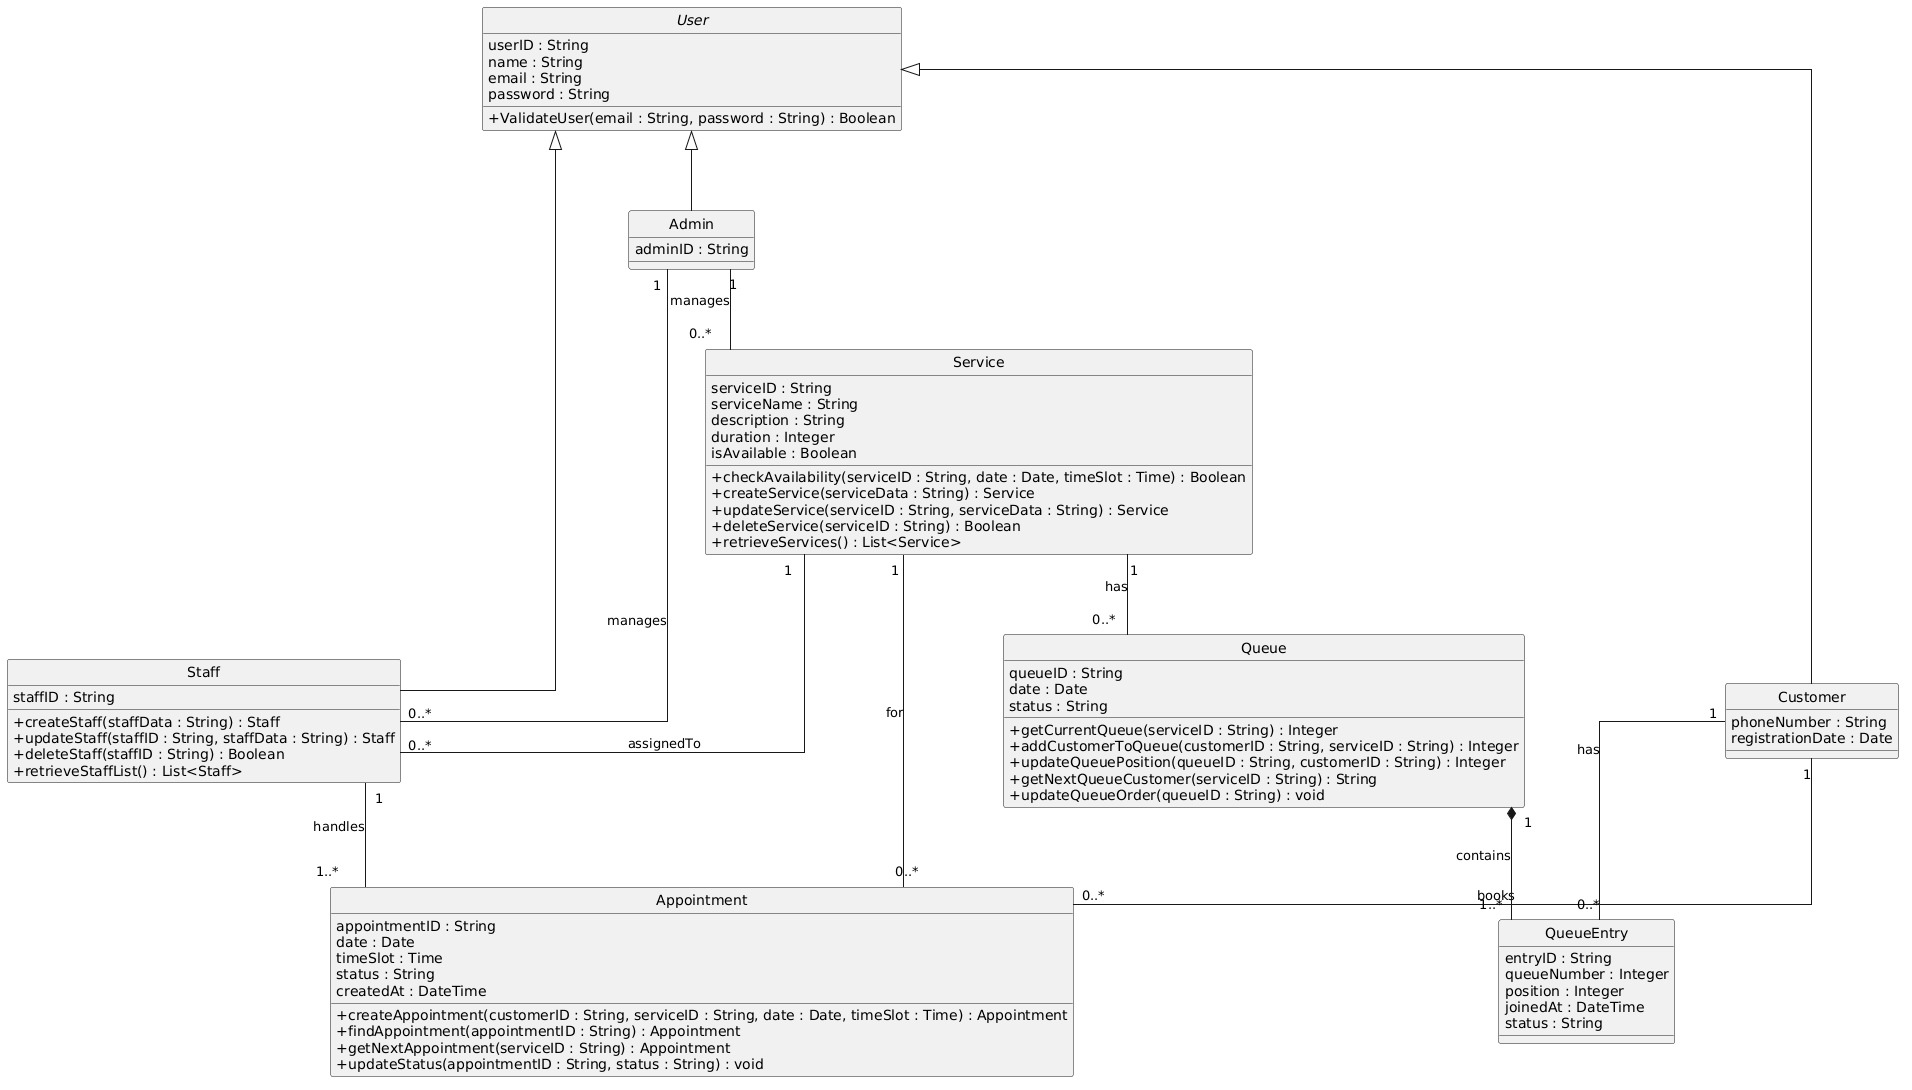 User
userID : String
name : String
email : String
password : String
+ValidateUser(email : String, password : String) : Boolean
Admin
adminID : String
1
1
manages
0..*
Service
serviceID : String
serviceName : String
description : String
duration : Integer
isAvailable : Boolean
+checkAvailability(serviceID : String, date : Date, timeSlot : Time) : Boolean
+createService(serviceData : String) : Service
+updateService(serviceID : String, serviceData : String) : Service
+deleteService(serviceID : String) : Boolean
+retrieveServices() : List<Service>
1
1
1
has
0..*
manages
Staff
staffID : String
+createStaff(staffData : String) : Staff
+updateStaff(staffID : String, staffData : String) : Staff
+deleteStaff(staffID : String) : Boolean
+retrieveStaffList() : List<Staff>
0..*
0..*
assignedTo
for
Queue
queueID : String
date : Date
status : String
+getCurrentQueue(serviceID : String) : Integer
+addCustomerToQueue(customerID : String, serviceID : String) : Integer
+updateQueuePosition(queueID : String, customerID : String) : Integer
+getNextQueueCustomer(serviceID : String) : String
+updateQueueOrder(queueID : String) : void
Customer
phoneNumber : String
registrationDate : Date
1
has
1
1
handles
1..*
0..*
1
contains
books
0..*
1..*
0..*
Appointment
appointmentID : String
date : Date
timeSlot : Time
status : String
createdAt : DateTime
+createAppointment(customerID : String, serviceID : String, date : Date, timeSlot : Time) : Appointment
+findAppointment(appointmentID : String) : Appointment
+getNextAppointment(serviceID : String) : Appointment
+updateStatus(appointmentID : String, status : String) : void
QueueEntry
entryID : String
queueNumber : Integer
position : Integer
joinedAt : DateTime
status : String